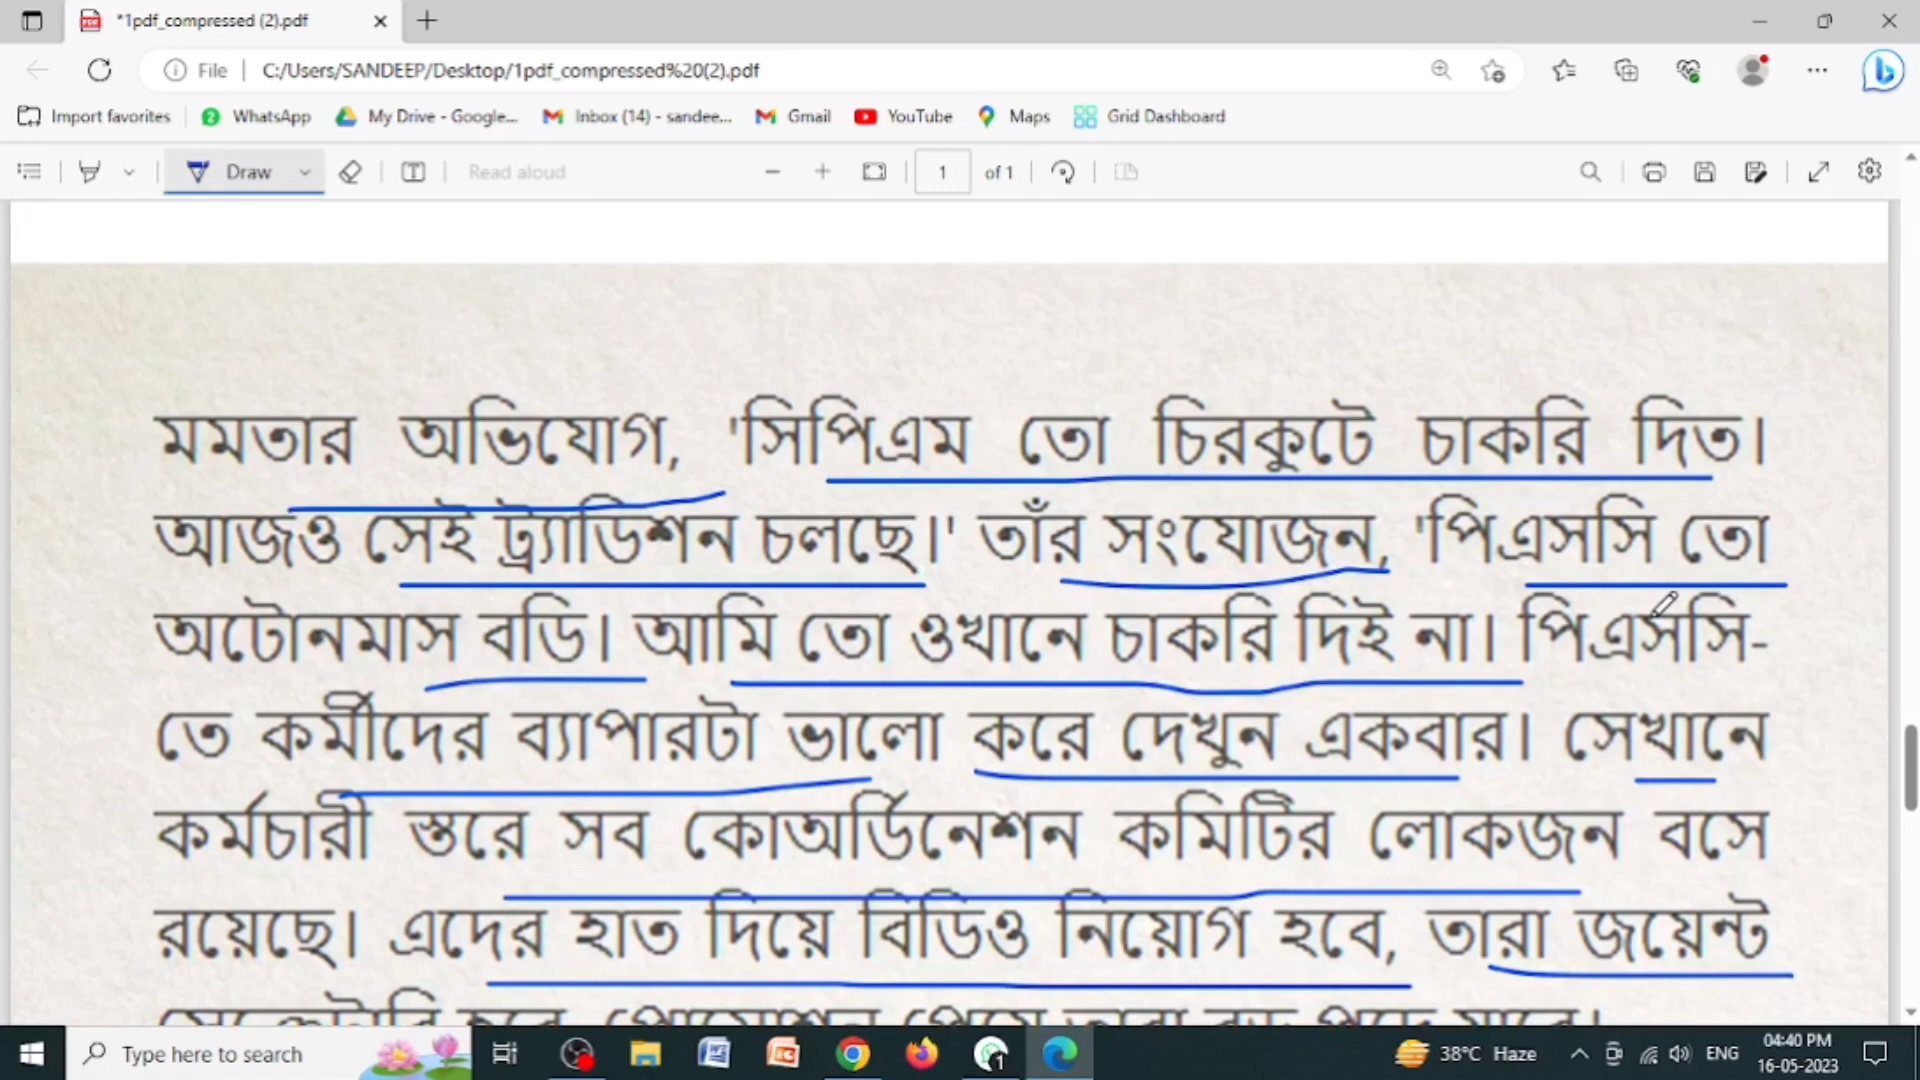 *1pdf_compressed (2).pdf
File C:/Users/SANDEEP/Desktop/1pdf_compressed%20(2).pdf
Import favorites WhatsApp My Drive - Google... Inbox (14) - sandee... Gmail YouTube Maps Grid Dashboard
Draw Read aloud 1 of 1
মমতার অভিযোগ, 'সিপিএম তো চিরকুটে চাকরি দিত।
আজও সেই ট্র্যাডিশন চলছে।' তাঁর সংযোজন, 'পিএসসি তো
অটোনমাস বডি। আমি তো ওখানে চাকরি দিই না। পিএসসি-
তে কর্মীদের ব্যাপারটা ভালো করে দেখুন একবার। সেখানে
কর্মচারী স্তরে সব কোঅর্ডিনেশন কমিটির লোকজন বসে
রয়েছে। এদের হাত দিয়ে বিডিও নিয়োগ হবে, তারা জয়েন্ট
Type here to search 38°C Haze ENG 04:40 PM
16-05-2023